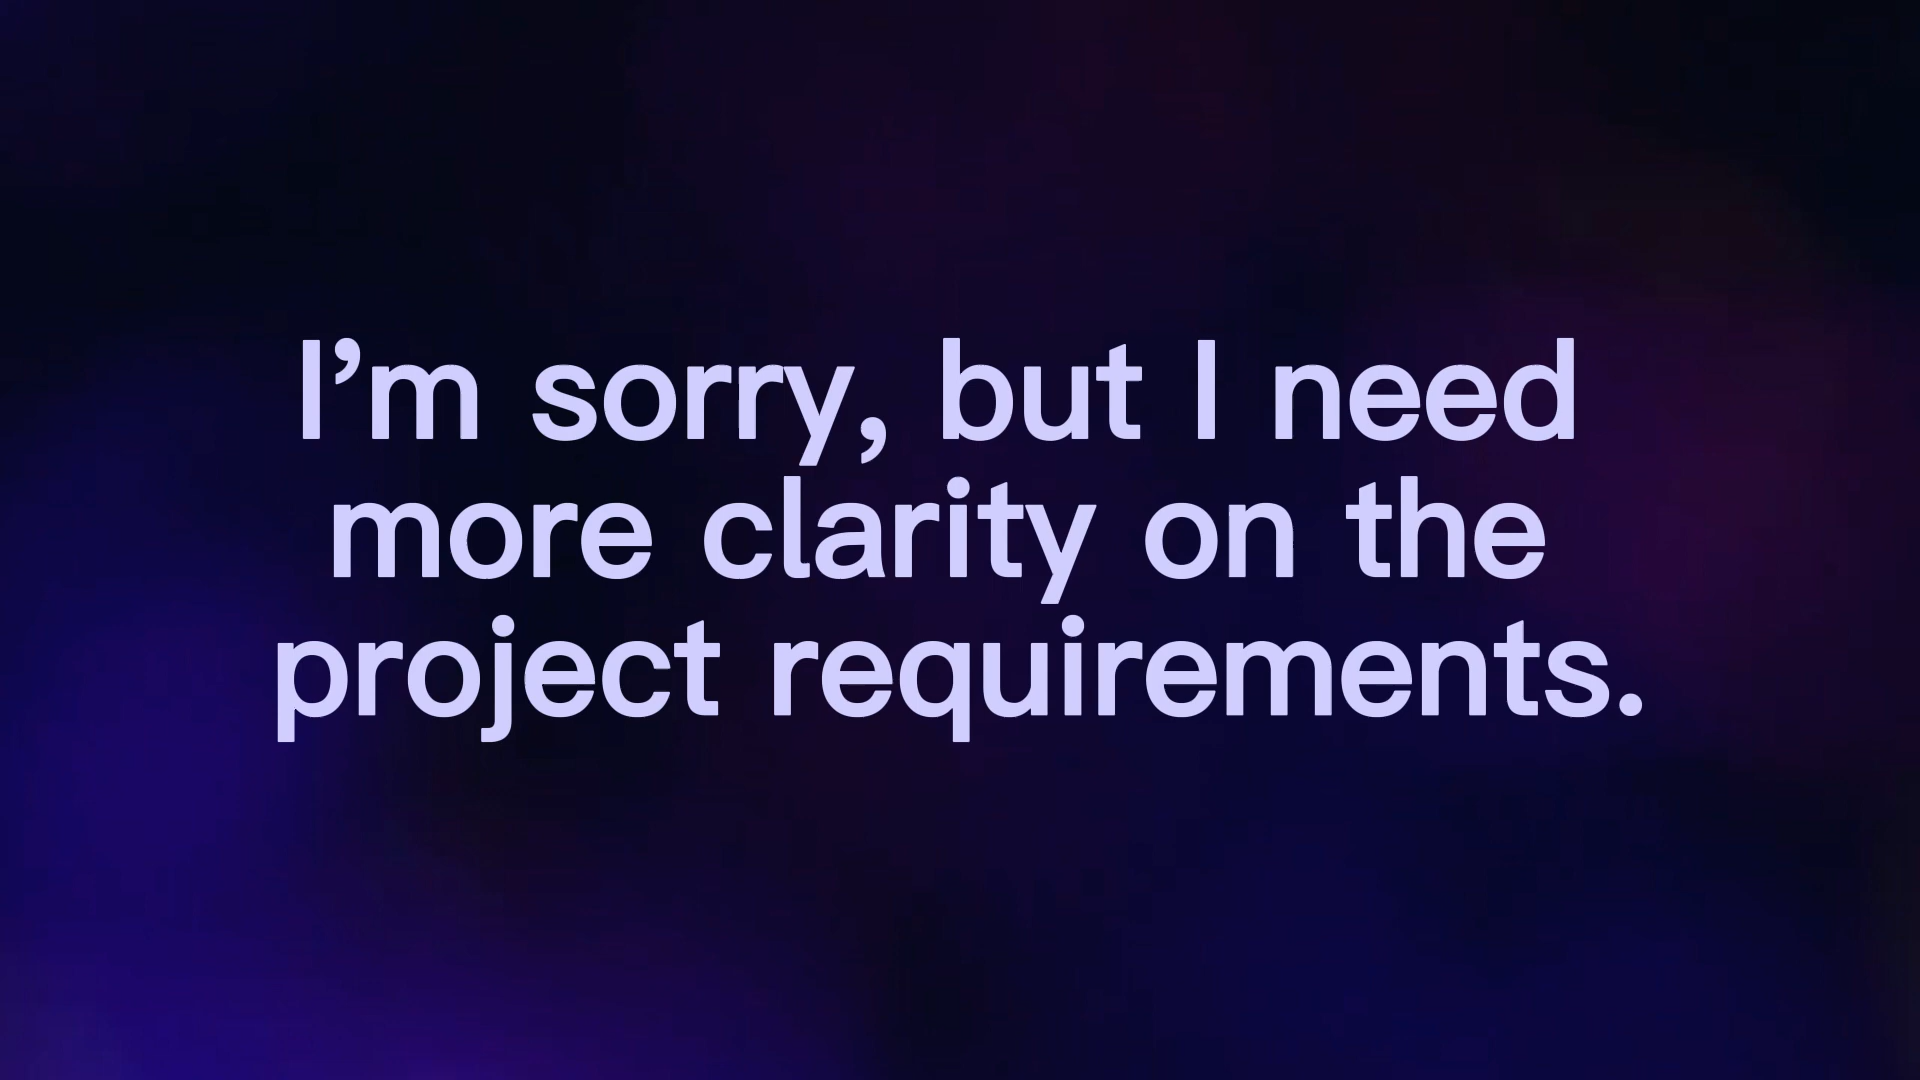 I’m sorry, but I need
more clarity on the
project requirements.